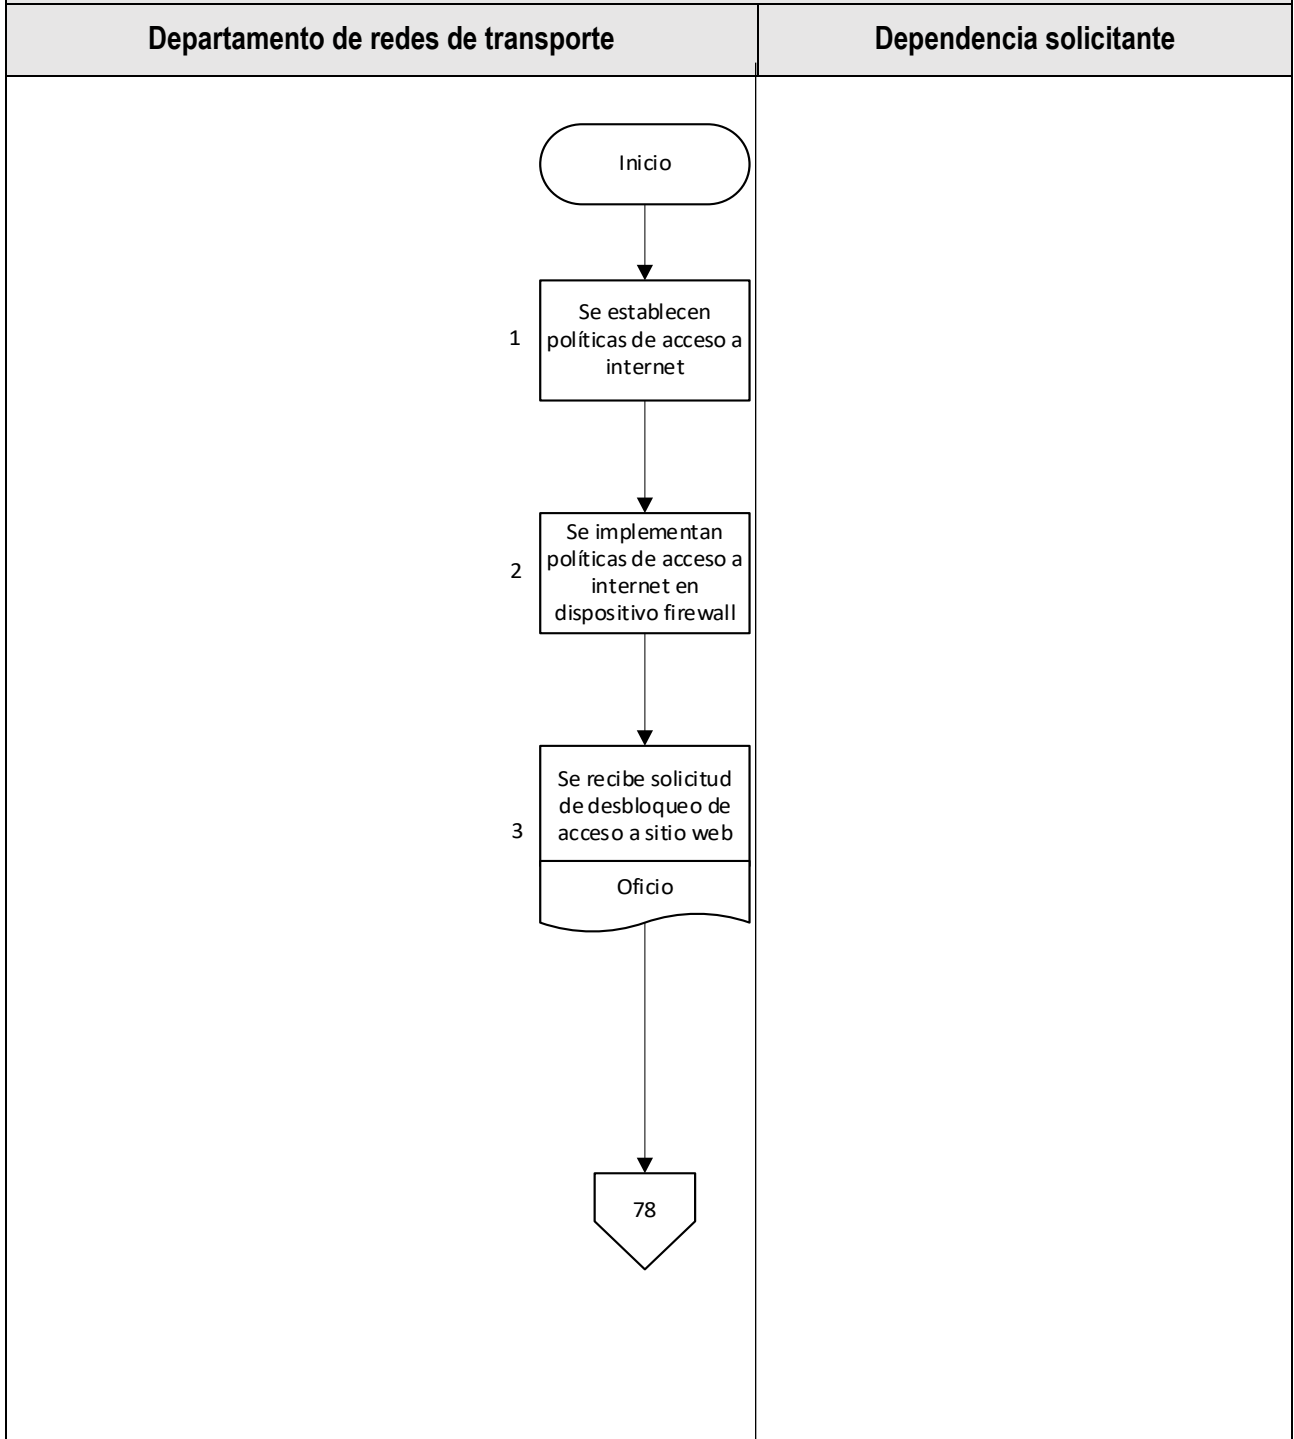 Departamento de redes de transporte
Dependencia solicitante
Inicio
1
Se establecen
políticas de acceso a
internet
2
Se implementan
políticas de acceso a
internet en
dispositivo firewall
3
Se recibe solicitud
de desbloqueo de
acceso a sitio web
Oficio
78